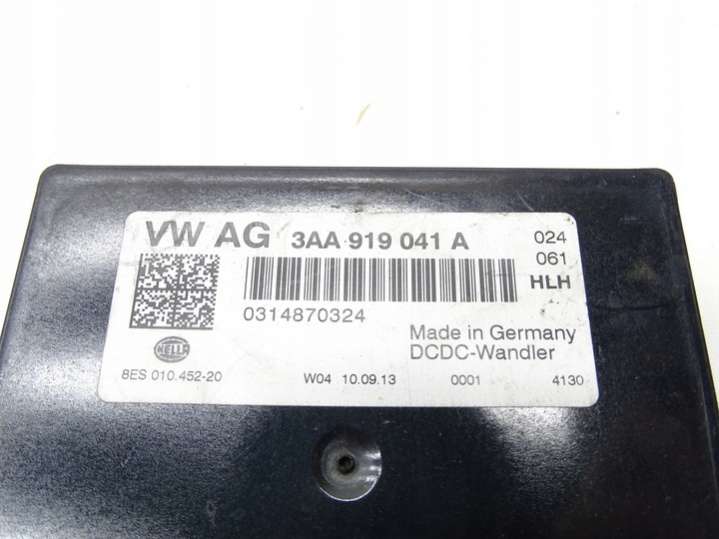 VW AG 3AA 919 041 A 024
061
HLH
0314870324
Made in Germany
DCDC-Wandler
HELLA
8ES 010.452-20 W04 10.09.13 0001 4130